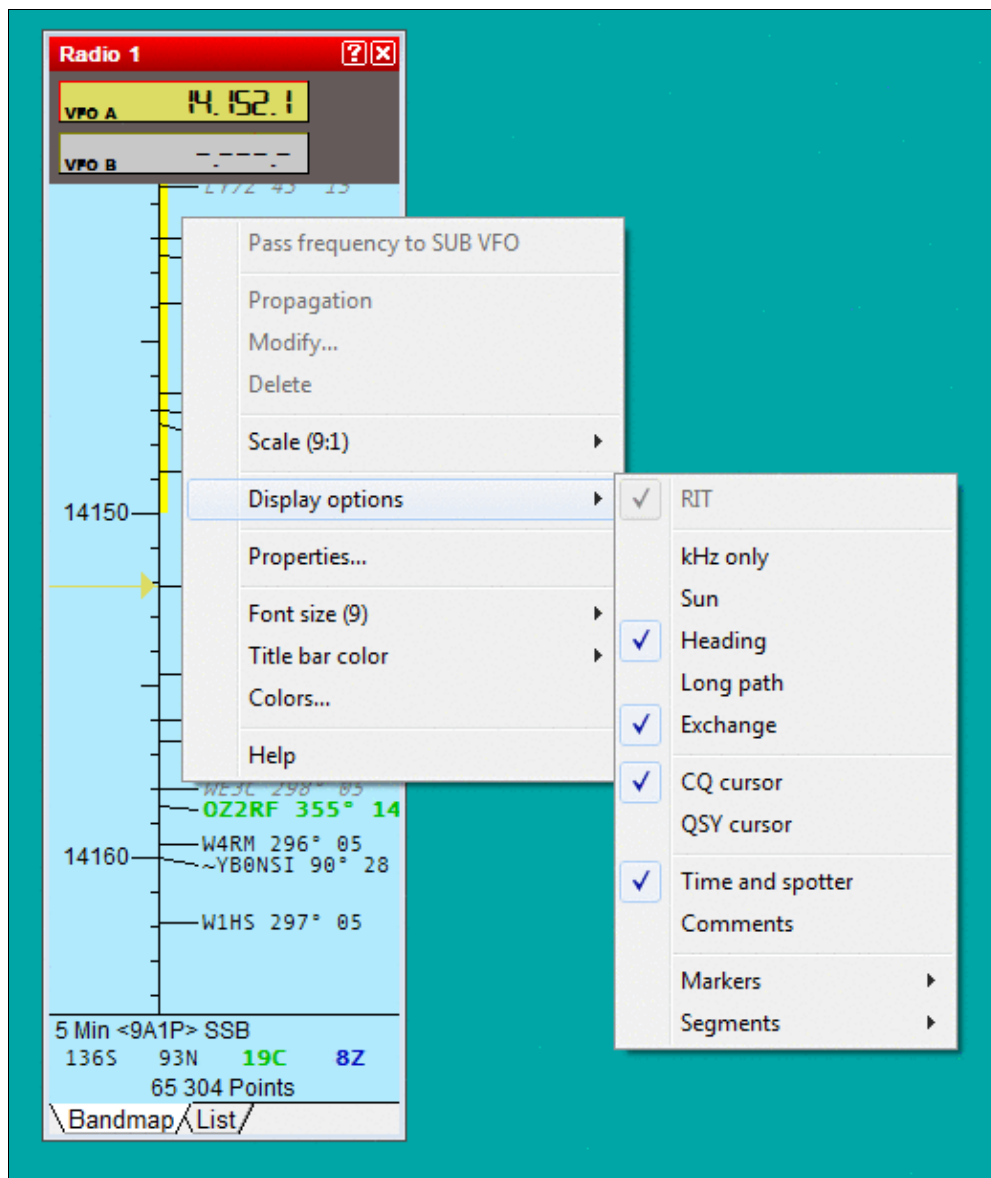 Radio 1
VFO A 14.152.1
VFO B -.---.-
14150
WE3C 298° 05
OZ2RF 355° 14
14160
W4RM 296° 05
~YB0NSI 90° 28
W1HS 297° 05
5 Min <9A1P> SSB
136S 93N 19C 8Z
65 304 Points
Bandmap List
Pass frequency to SUB VFO
Propagation
Modify...
Delete
Scale (9:1)
Display options
Properties...
Font size (9)
Title bar color
Colors...
Help
RIT
kHz only
Sun
Heading
Long path
Exchange
CQ cursor
QSY cursor
Time and spotter
Comments
Markers
Segments